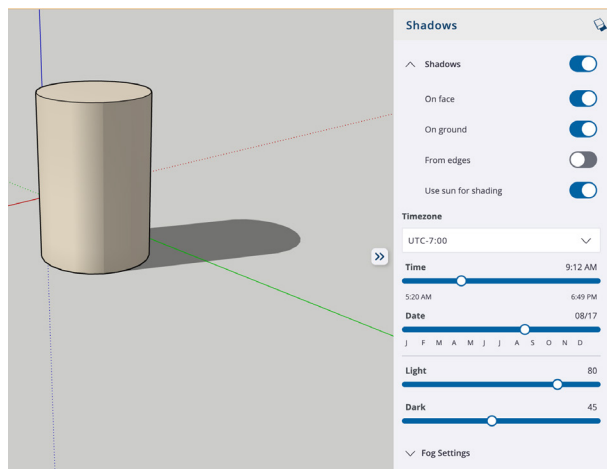 Shadows
Shadows
On face
On ground
From edges
Use sun for shading
Timezone
UTC-7:00
Time 9:12 AM
5:20 AM 6:49 PM
Date 08/17
J F M A M J J A S O N D
Light 80
Dark 45
Fog Settings